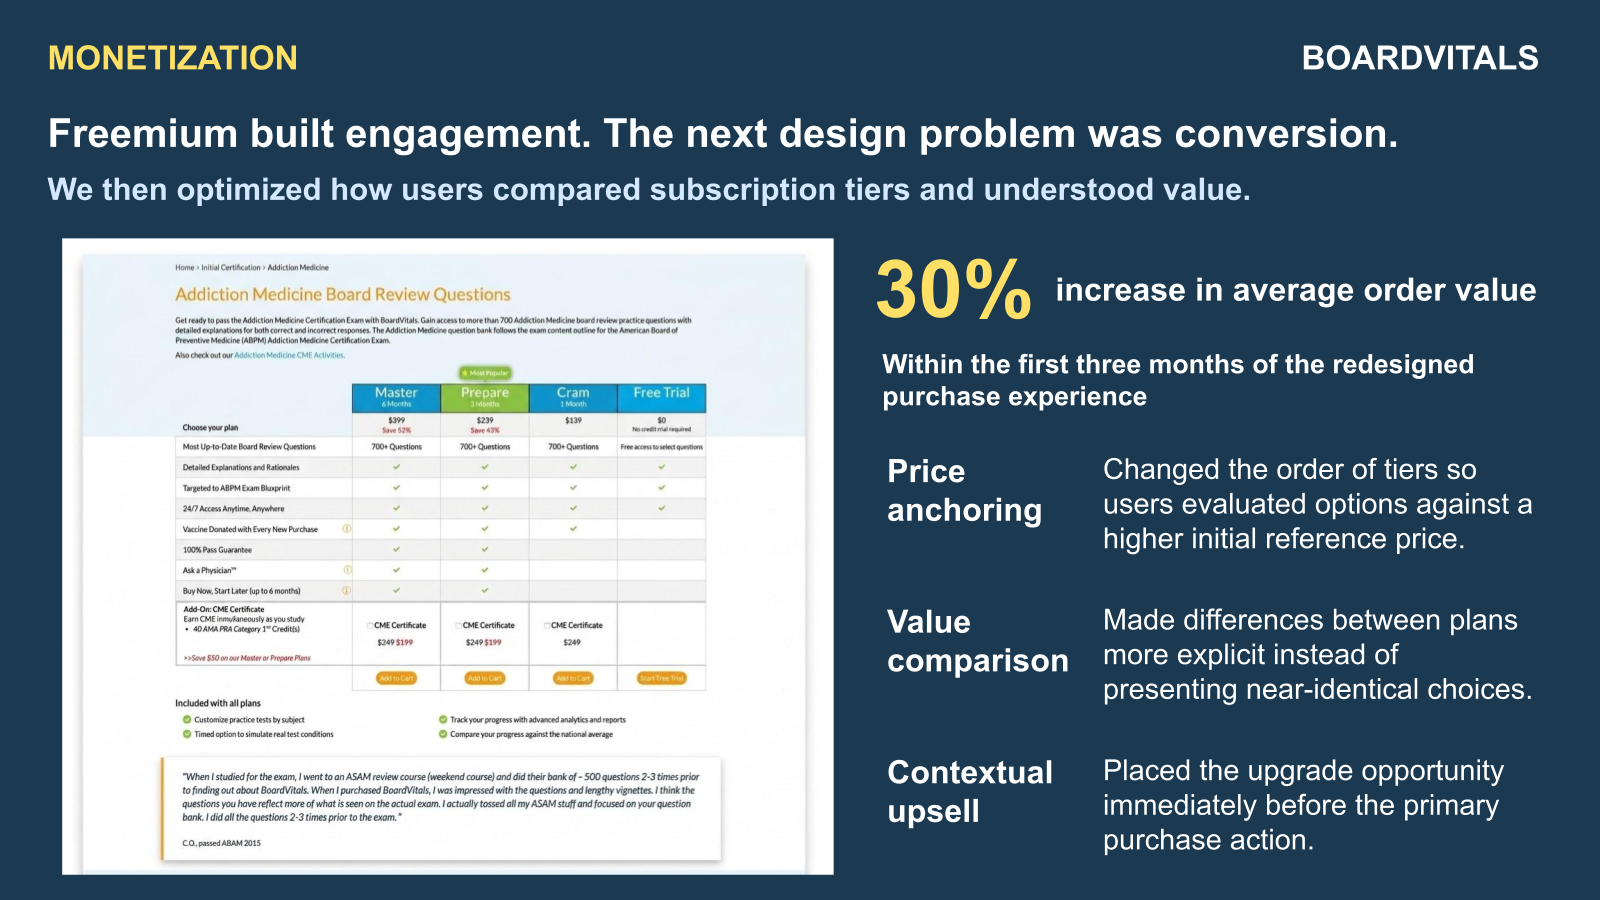 MONETIZATION
BOARDVITALS
Freemium built engagement. The next design problem was conversion.
We then optimized how users compared subscription tiers and understood value.
Home > Initial Certification > Addiction Medicine
Addiction Medicine Board Review Questions
Get ready to pass the Addiction Medicine Certification Exam with BoardVitals. Gain access to more than 700 Addiction Medicine board review practice questions with
detailed explanations for both correct and incorrect responses. The Addiction Medicine question bank follows the exam content outline for the American Board of
Preventive Medicine (ABPM) Addiction Medicine Certification Exam.
Also check out our Addiction Medicine CME Activities.
Most Popular
Master Prepare Cram Free Trial
6 Months 3 Months 1 Month
Choose your plan $399 $239 $139 $0
Save 52% Save 43% No credit trial required
Most Up-to-Date Board Review Questions 700+ Questions 700+ Questions 700+ Questions Free access to select questions
Detailed Explanations and Rationales
Targeted to ABPM Exam Bluxprint
24/7 Access Anytime, Anywhere
Vaccine Donated with Every New Purchase
100% Pass Guarantee
Ask a Physician™
Buy Now, Start Later (up to 6 months)
Add-On: CME Certificate
Earn CME inmullaneously as you study
• 40 AMA PRA Category 1st Credit(s)
>>Save $50 on our Master or Prepare Plans
CME Certificate CME Certificate CME Certificate
$249 $199 $249 $199 $249
Add to Cart Add to Cart Add to Cart Start Tree Trial
Included with all plans
Customize practice tests by subject
Track your progress with advanced analytics and reports
Timed option to simulate real test conditions
Compare your progress against the national average
"When I studied for the exam, I went to an ASAM review course (weekend course) and did their bank of – 500 questions 2-3 times prior
to finding out about BoardVitals. When I purchased BoardVitals, I was impressed with the questions and lengthy vignettes. I think the
questions you have reflect more of what is seen on the actual exam. I actually tossed all my ASAM stuff and focused on your question
bank. I did all the questions 2-3 times prior to the exam."
C.O., passed ABAM 2015
30% increase in average order value
Within the first three months of the redesigned
purchase experience
Price
anchoring
Changed the order of tiers so
users evaluated options against a
higher initial reference price.
Value
comparison
Made differences between plans
more explicit instead of
presenting near-identical choices.
Contextual
upsell
Placed the upgrade opportunity
immediately before the primary
purchase action.